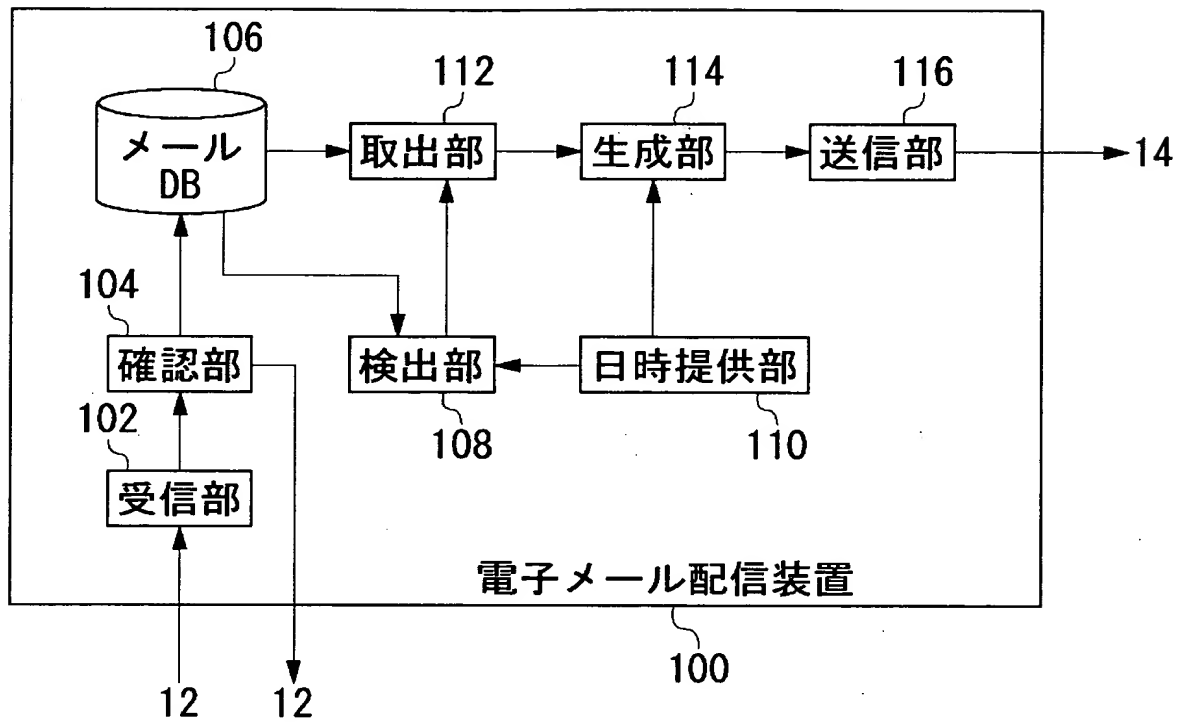 106
メール
DB
112
取出部
114
生成部
116
送信部
14
104
確認部
検出部
108
日時提供部
110
102
受信部
電子メール配信装置
100
12
12